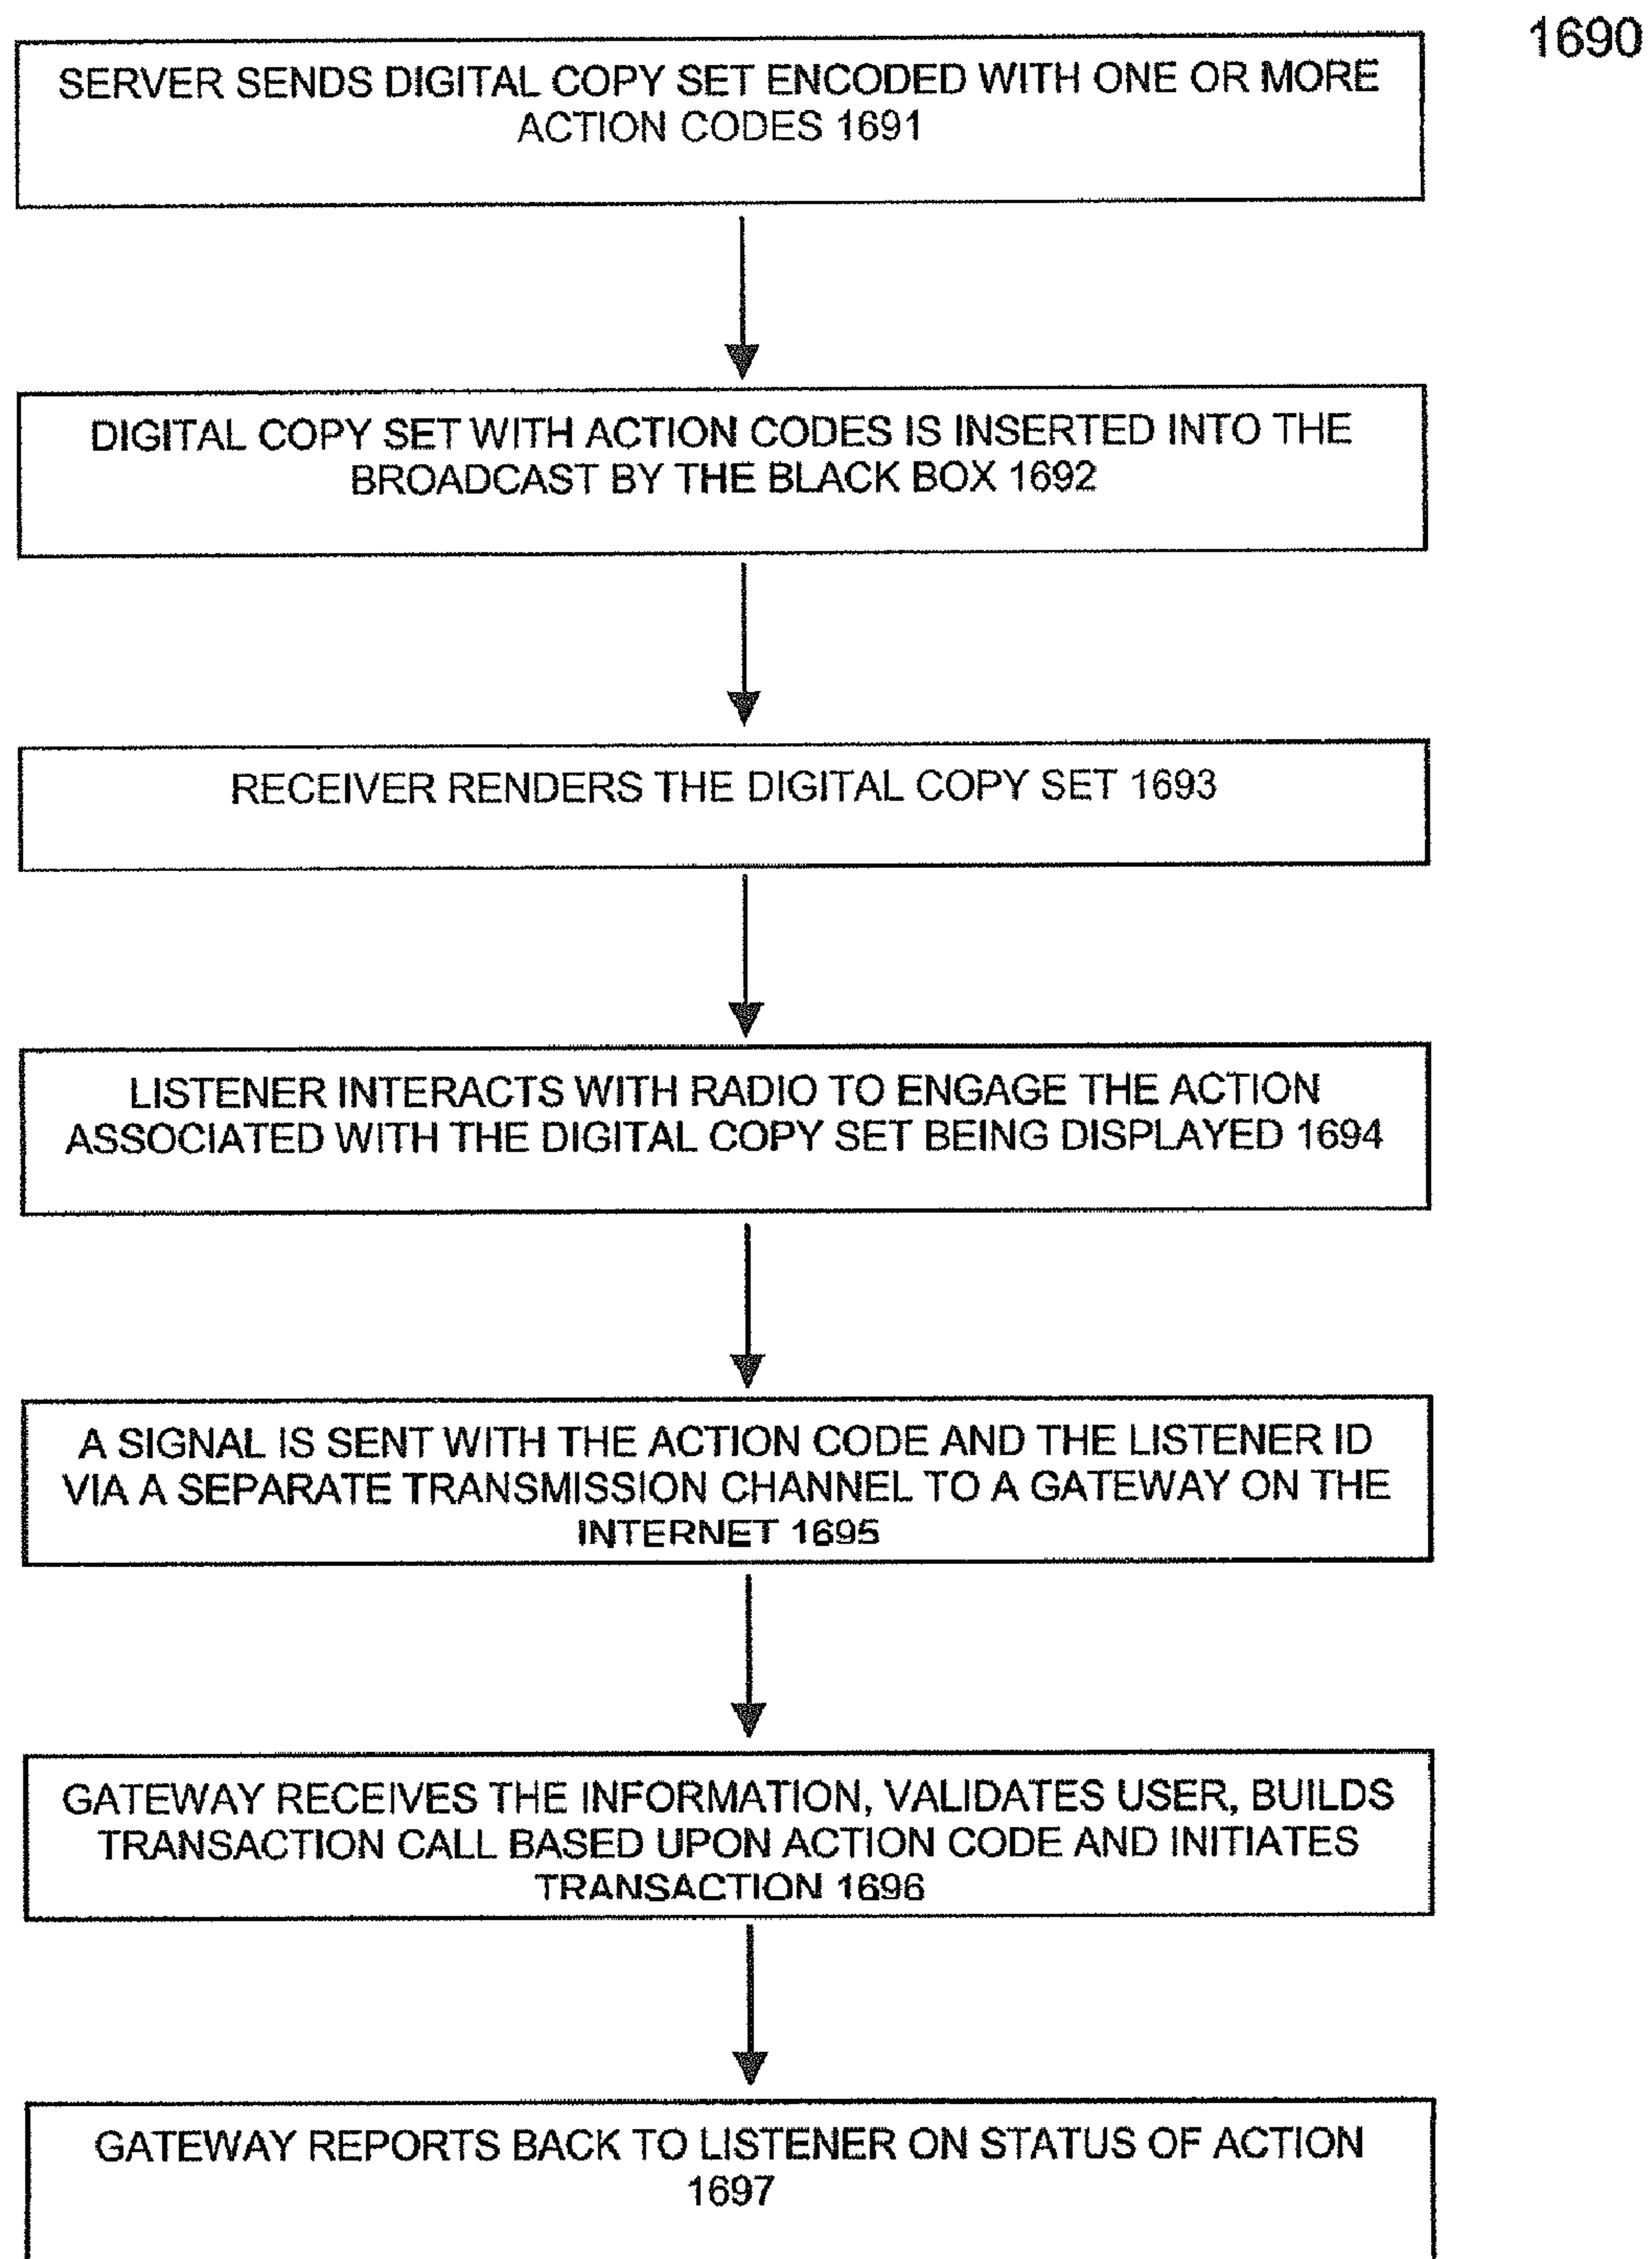 1690
SERVER SENDS DIGITAL COPY SET ENCODED WITH ONE OR MORE
ACTION CODES 1691
DIGITAL COPY SET WITH ACTION CODES IS INSERTED INTO THE
BROADCAST BY THE BLACK BOX 1692
RECEIVER RENDERS THE DIGITAL COPY SET 1693
LISTENER INTERACTS WITH RADIO TO ENGAGE THE ACTION
ASSOCIATED WITH THE DIGITAL COPY SET BEING DISPLAYED 1694
A SIGNAL IS SENT WITH THE ACTION CODE AND THE LISTENER ID
VIA A SEPARATE TRANSMISSION CHANNEL TO A GATEWAY ON THE
INTERNET 1695
GATEWAY RECEIVES THE INFORMATION, VALIDATES USER, BUILDS
TRANSACTION CALL BASED UPON ACTION CODE AND INITIATES
TRANSACTION 1696
GATEWAY REPORTS BACK TO LISTENER ON STATUS OF ACTION
1697